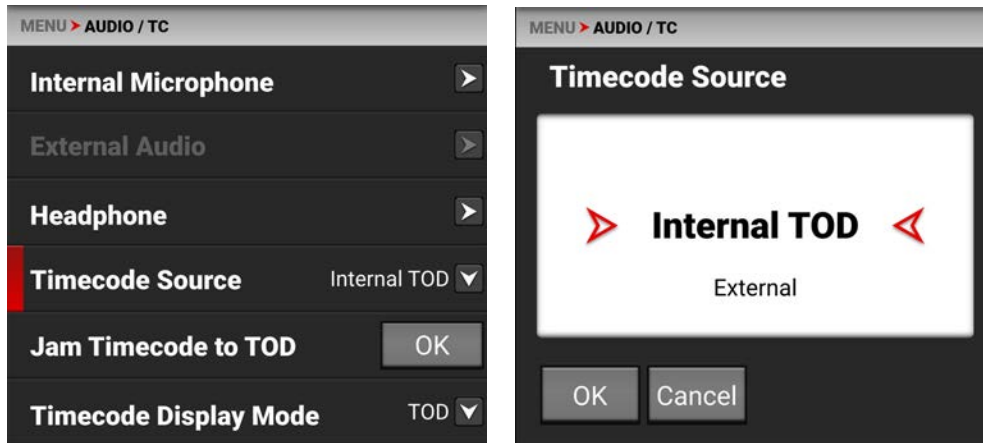 MENU > AUDIO / TC
Internal Microphone
External Audio
Headphone
Timecode Source Internal TOD
Jam Timecode to TOD OK
Timecode Display Mode TOD
MENU > AUDIO / TC
Timecode Source
Internal TOD
External
OK Cancel